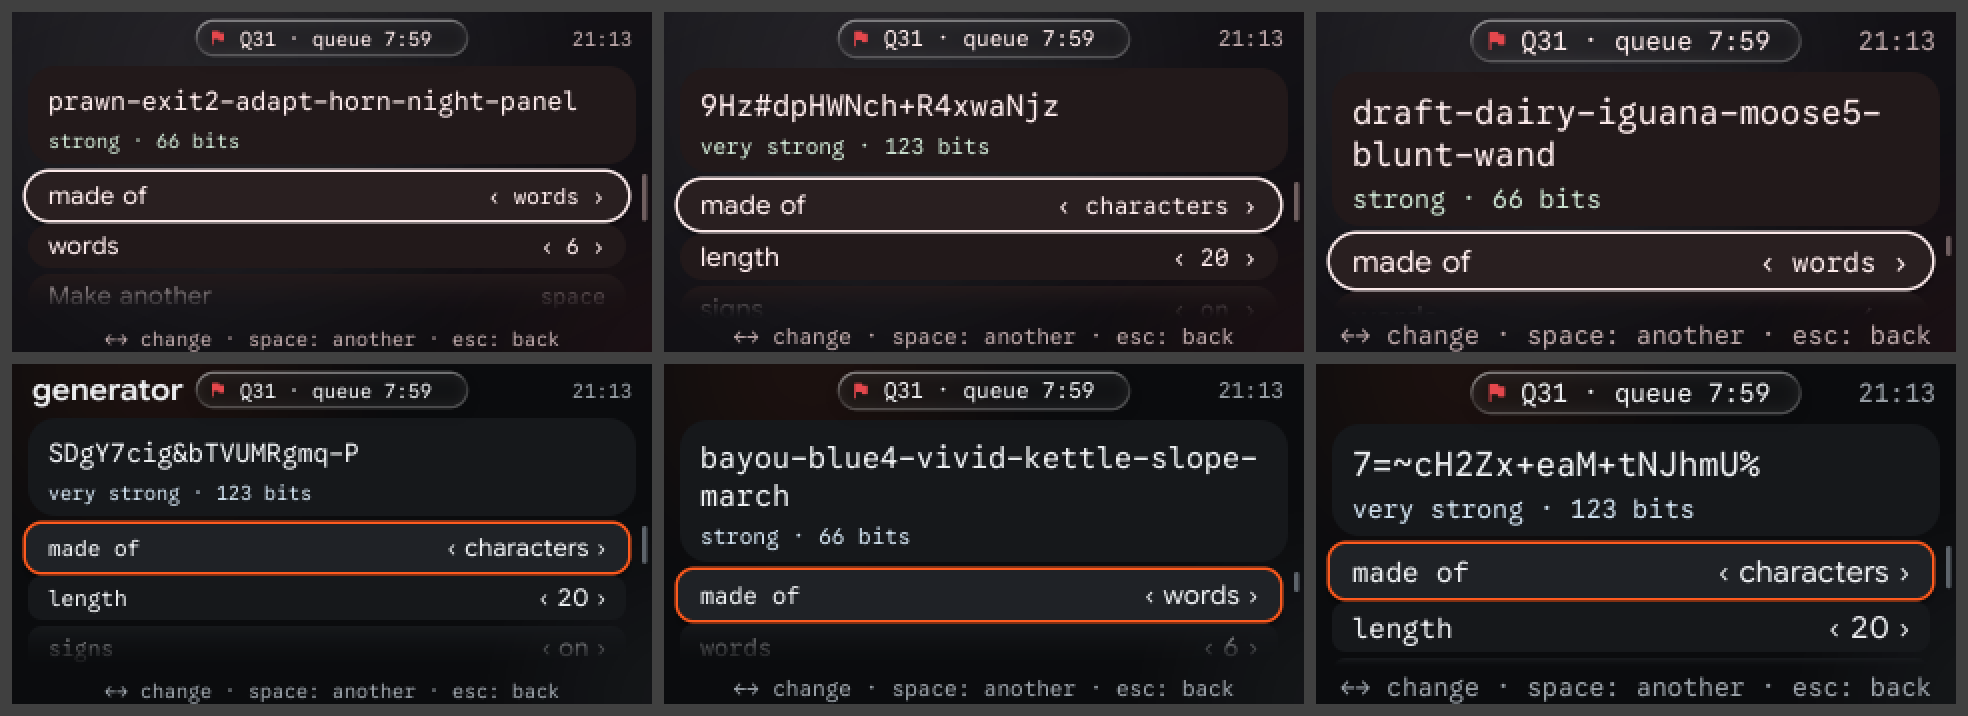 Q31 · queue 7:59 21:13
prawn-exit2-adapt-horn-night-panel
strong · 66 bits
made of ‹ words ›
words ‹ 6 ›
Make another space
↔ change · space: another · esc: back
Q31 · queue 7:59 21:13
9Hz#dpHWNch+R4xwaNjz
very strong · 123 bits
made of ‹ characters ›
length ‹ 20 ›
signs ‹ on ›
↔ change · space: another · esc: back
Q31 · queue 7:59 21:13
draft-dairy-iguana-moose5-
blunt-wand
strong · 66 bits
made of ‹ words ›
↔ change · space: another · esc: back
generator Q31 · queue 7:59 21:13
SDgY7cig&bTVUMRgmq-P
very strong · 123 bits
made of ‹ characters ›
length ‹ 20 ›
signs ‹ on ›
↔ change · space: another · esc: back
Q31 · queue 7:59 21:13
bayou-blue4-vivid-kettle-slope-
march
strong · 66 bits
made of ‹ words ›
words ‹ 6 ›
↔ change · space: another · esc: back
Q31 · queue 7:59 21:13
7=~cH2Zx+eaM+tNJhmU%
very strong · 123 bits
made of ‹ characters ›
length ‹ 20 ›
↔ change · space: another · esc: back